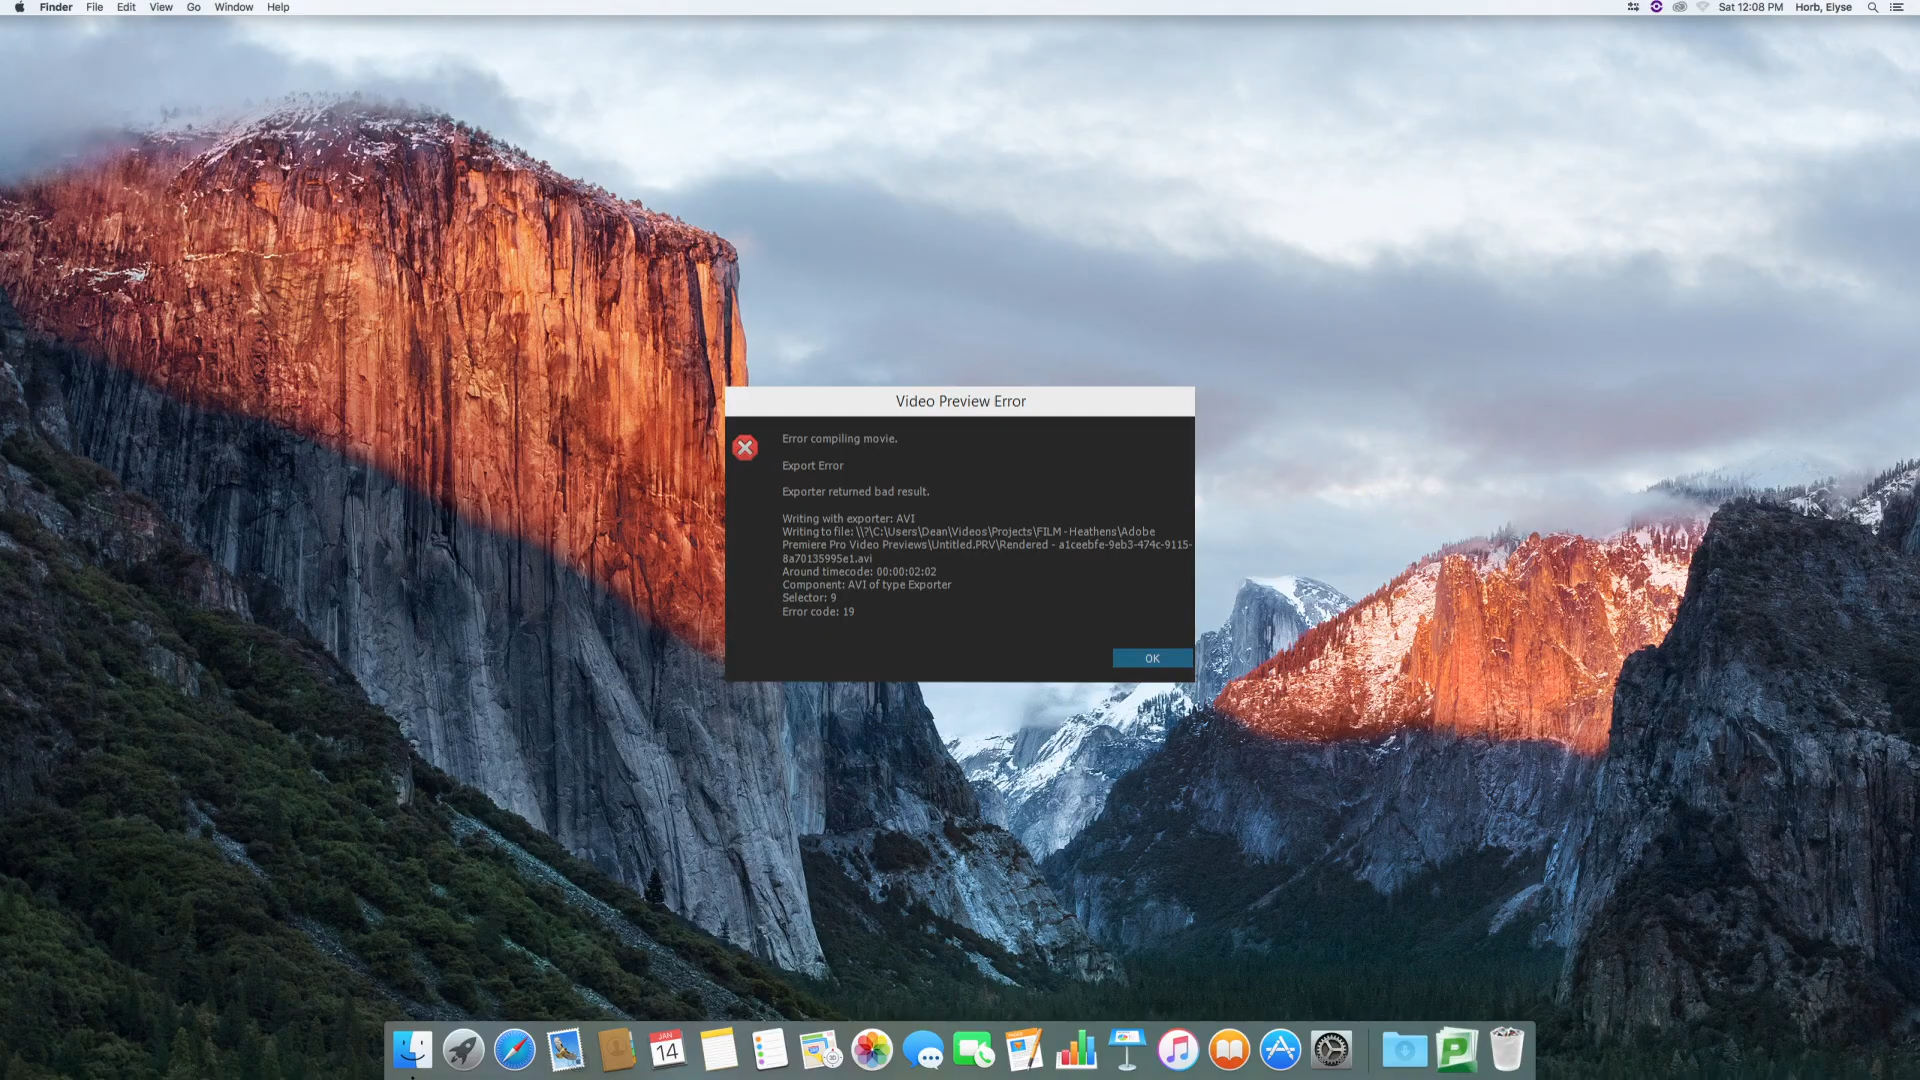 Finder File Edit View Go Window Help
Sat 12:08 PM Horb, Elyse
Video Preview Error
Error compiling movie.
Export Error
Exporter returned bad result.
Writing with exporter: AVI
Writing to file: \\?\C:\Users\Dean\Videos\Projects\FILM - Heathens\Adobe
Premiere Pro Video Previews\Untitled.PRV\Rendered - a1ceebfe-9eb3-474c-9115-
8a70135995e1.avi
Around timecode: 00:00:02:02
Component: AVI of type Exporter
Selector: 9
Error code: 19
OK
JAN
14